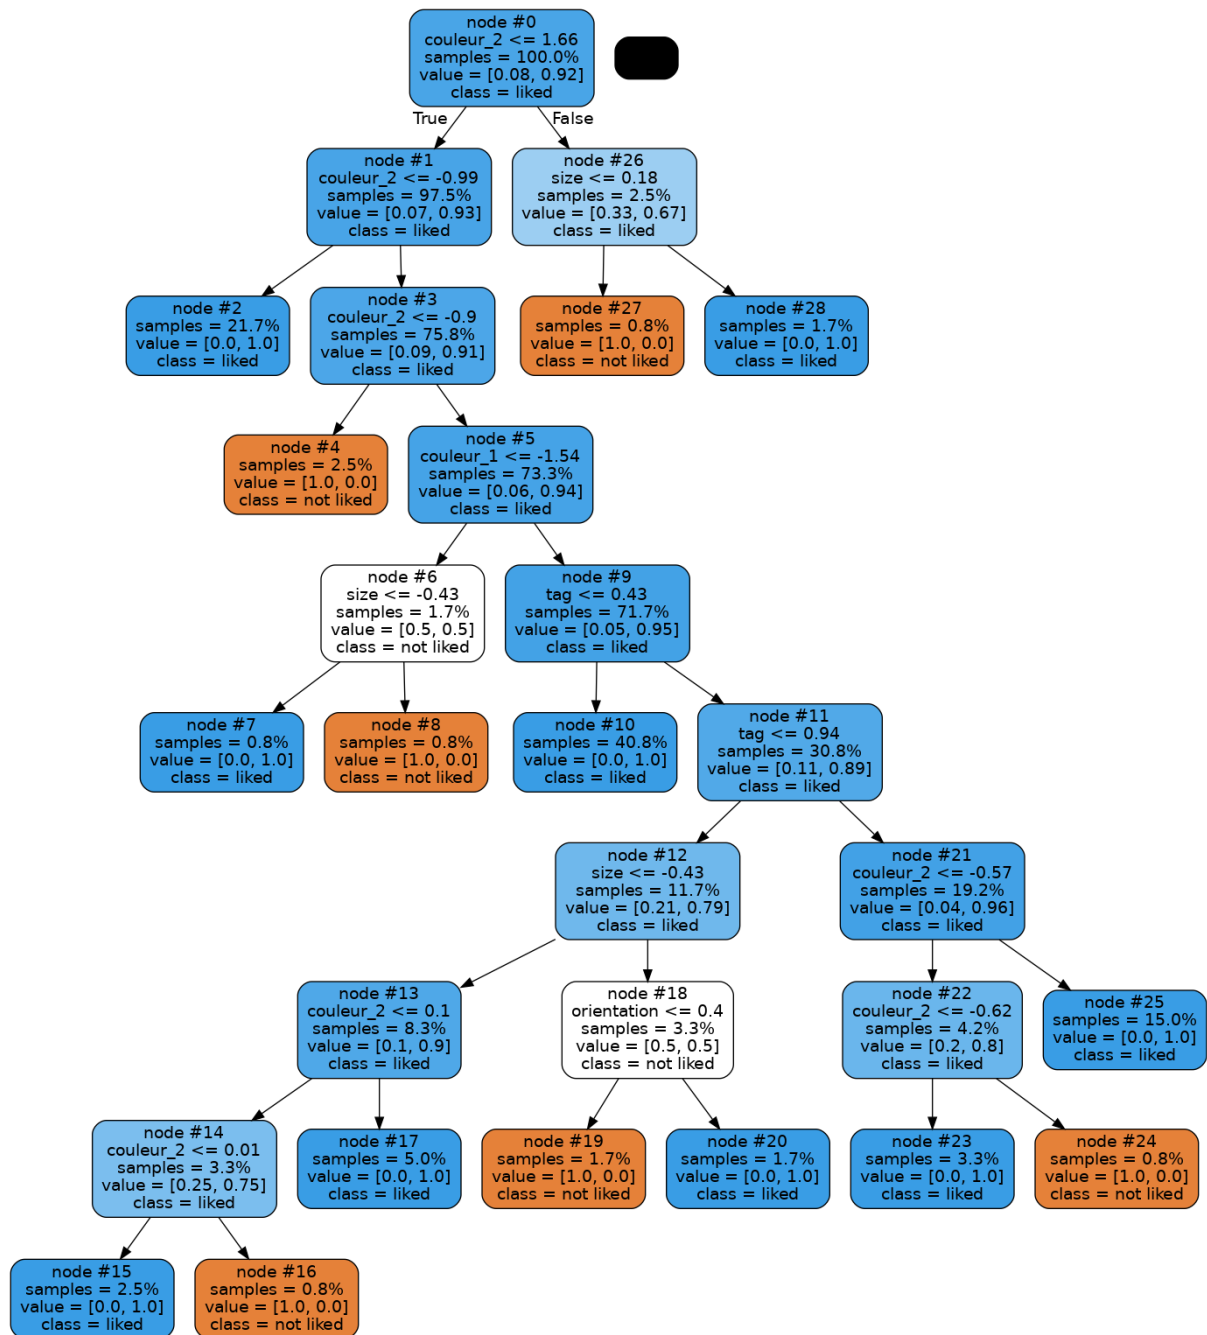 node #0
couleur_2 <= 1.66
samples = 100.0%
value = [0.08, 0.92]
class = liked
True
False
node #1
couleur_2 <= -0.99
samples = 97.5%
value = [0.07, 0.93]
class = liked
node #26
size <= 0.18
samples = 2.5%
value = [0.33, 0.67]
class = liked
node #2
samples = 21.7%
value = [0.0, 1.0]
class = liked
node #3
couleur_2 <= -0.9
samples = 75.8%
value = [0.09, 0.91]
class = liked
node #27
samples = 0.8%
value = [1.0, 0.0]
class = not liked
node #28
samples = 1.7%
value = [0.0, 1.0]
class = liked
node #4
samples = 2.5%
value = [1.0, 0.0]
class = not liked
node #5
couleur_1 <= -1.54
samples = 73.3%
value = [0.06, 0.94]
class = liked
node #6
size <= -0.43
samples = 1.7%
value = [0.5, 0.5]
class = not liked
node #9
tag <= 0.43
samples = 71.7%
value = [0.05, 0.95]
class = liked
node #7
samples = 0.8%
value = [0.0, 1.0]
class = liked
node #8
samples = 0.8%
value = [1.0, 0.0]
class = not liked
node #10
samples = 40.8%
value = [0.0, 1.0]
class = liked
node #11
tag <= 0.94
samples = 30.8%
value = [0.11, 0.89]
class = liked
node #12
size <= -0.43
samples = 11.7%
value = [0.21, 0.79]
class = liked
node #21
couleur_2 <= -0.57
samples = 19.2%
value = [0.04, 0.96]
class = liked
node #13
couleur_2 <= 0.1
samples = 8.3%
value = [0.1, 0.9]
class = liked
node #18
orientation <= 0.4
samples = 3.3%
value = [0.5, 0.5]
class = not liked
node #22
couleur_2 <= -0.62
samples = 4.2%
value = [0.2, 0.8]
class = liked
node #25
samples = 15.0%
value = [0.0, 1.0]
class = liked
node #14
couleur_2 <= 0.01
samples = 3.3%
value = [0.25, 0.75]
class = liked
node #17
samples = 5.0%
value = [0.0, 1.0]
class = liked
node #19
samples = 1.7%
value = [1.0, 0.0]
class = not liked
node #20
samples = 1.7%
value = [0.0, 1.0]
class = liked
node #23
samples = 3.3%
value = [0.0, 1.0]
class = liked
node #24
samples = 0.8%
value = [1.0, 0.0]
class = not liked
node #15
samples = 2.5%
value = [0.0, 1.0]
class = liked
node #16
samples = 0.8%
value = [1.0, 0.0]
class = not liked